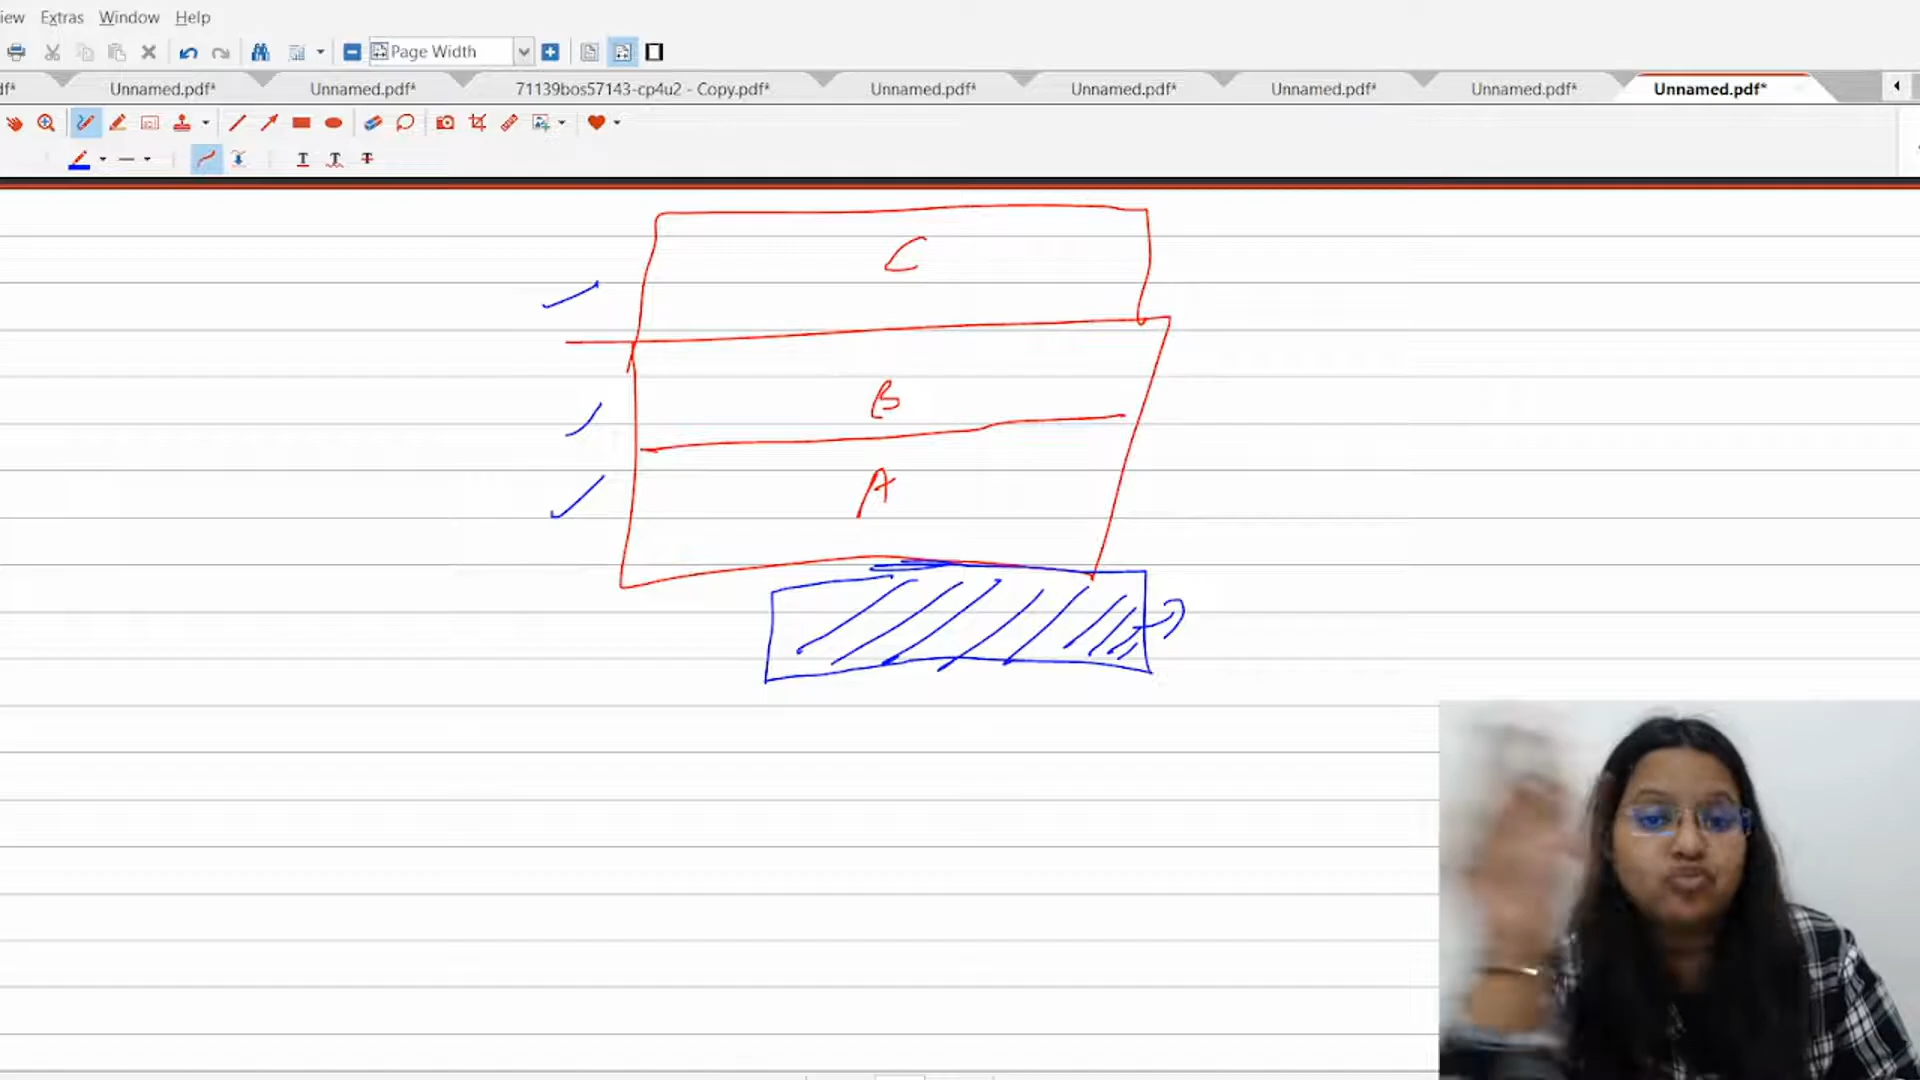 iew Extras Window Help
Page Width
df* Unnamed.pdf* Unnamed.pdf* 71139bos57143-cp4u2 - Copy.pdf* Unnamed.pdf* Unnamed.pdf* Unnamed.pdf* Unnamed.pdf* Unnamed.pdf*
T T T
C
B
A